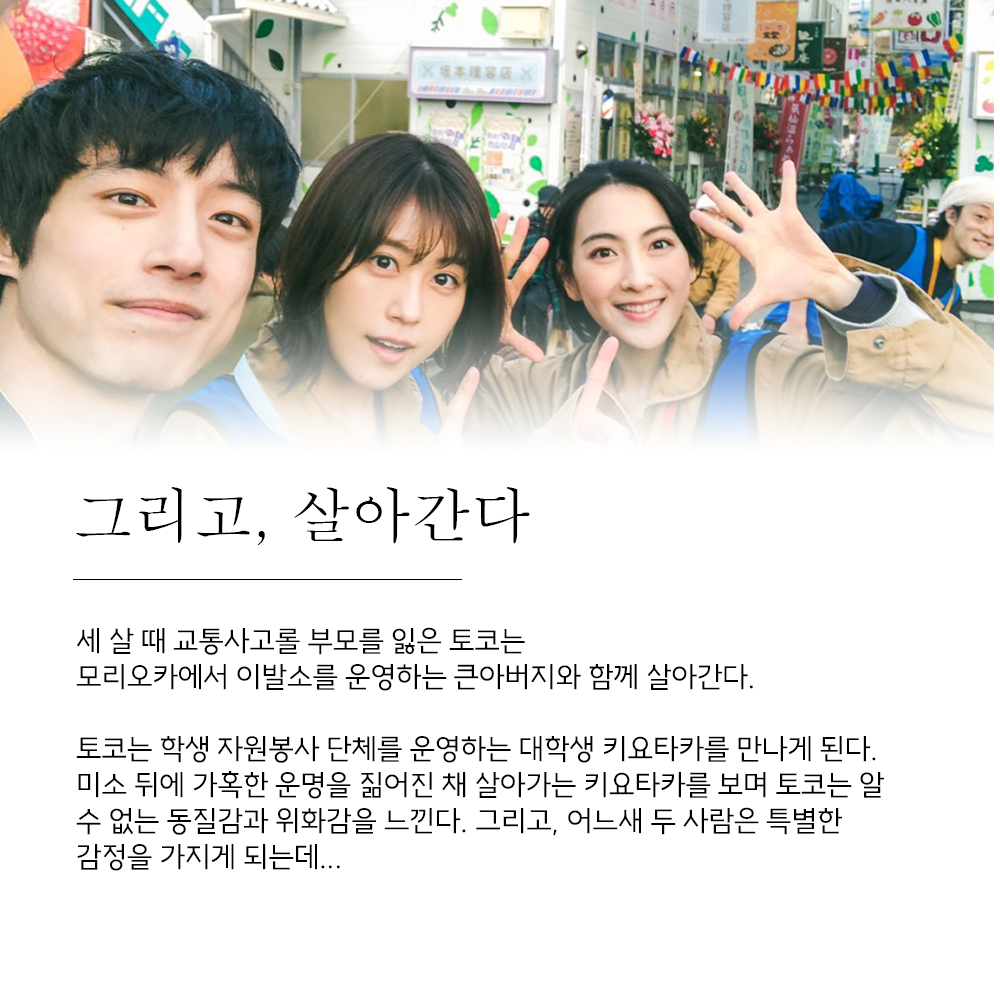 坂本理容店
그리고, 살아간다
세 살 때 교통사고롤 부모를 잃은 토코는
모리오카에서 이발소를 운영하는 큰아버지와 함께 살아간다.
토코는 학생 자원봉사 단체를 운영하는 대학생 키요타카를 만나게 된다.
미소 뒤에 가혹한 운명을 짊어진 채 살아가는 키요타카를 보며 토코는 알
수 없는 동질감과 위화감을 느낀다. 그리고, 어느새 두 사람은 특별한
감정을 가지게 되는데...